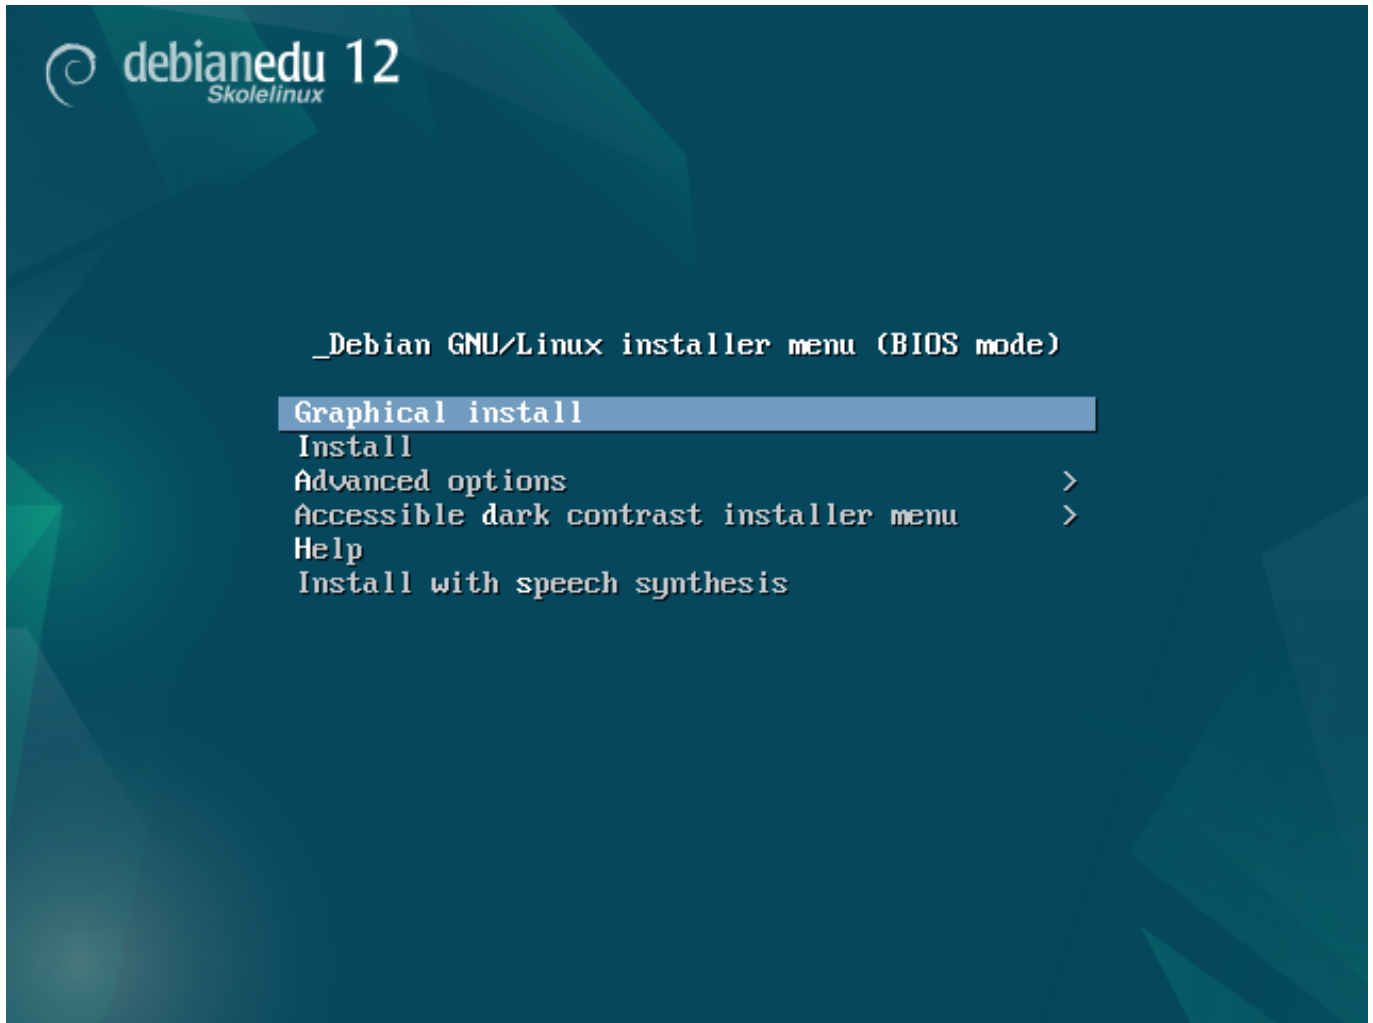 debianedu 12
Skolelinux
_Debian GNU/Linux installer menu (BIOS mode)
Graphical install
Install
Advanced options >
Accessible dark contrast installer menu >
Help
Install with speech synthesis